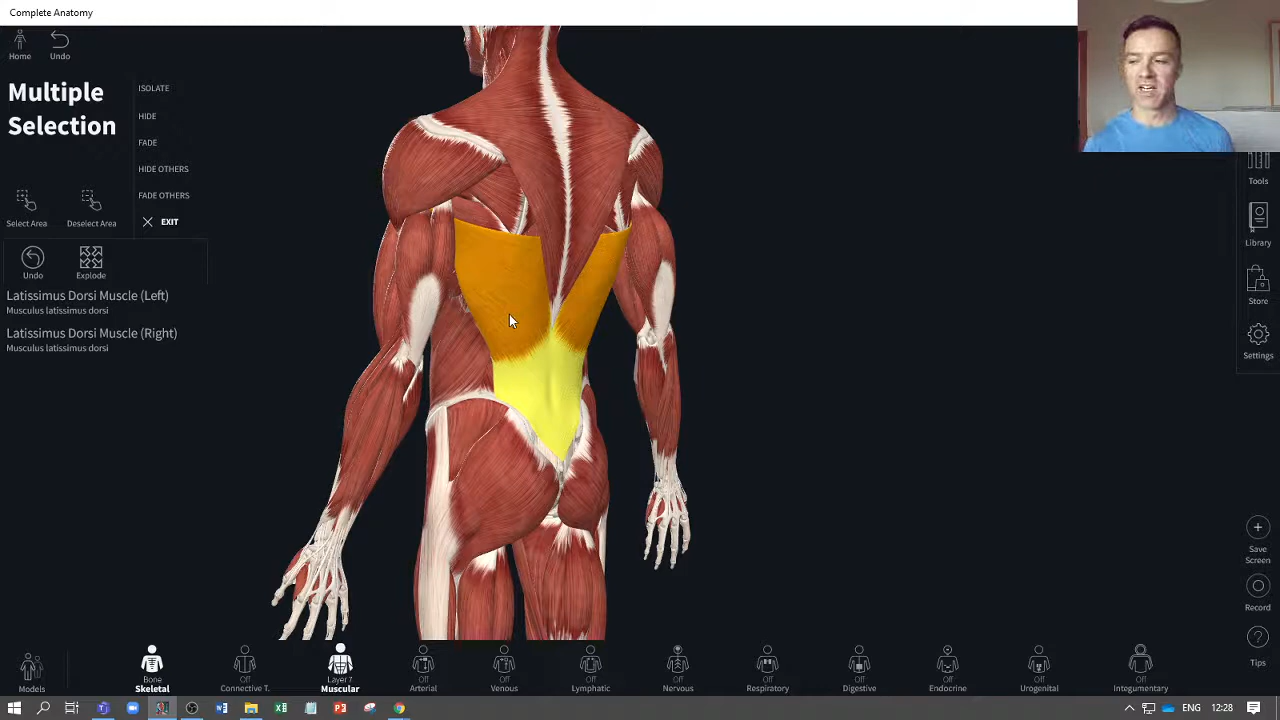 Complete Anatomy
Home
Undo
Multiple
Selection
ISOLATE
HIDE
FADE
HIDE OTHERS
FADE OTHERS
EXIT
Select Area
Deselect Area
Undo
Explode
Latissimus Dorsi Muscle (Left)
Musculus latissimus dorsi
Latissimus Dorsi Muscle (Right)
Musculus latissimus dorsi
Tools
Library
Store
Settings
Save
Screen
Record
Tips
Models
Bone
Skeletal
Off
Connective T.
Layer 7
Muscular
Off
Arterial
Off
Venous
Off
Lymphatic
Off
Nervous
Off
Respiratory
Off
Digestive
Off
Endocrine
Off
Urogenital
Off
Integumentary
ENG
12:28